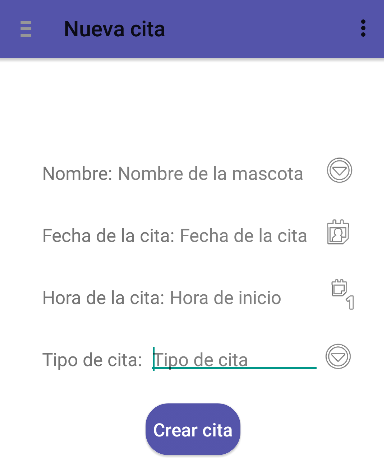 Nueva cita
Nombre: Nombre de la mascota
Fecha de la cita: Fecha de la cita
Hora de la cita: Hora de inicio
1
Tipo de cita: Tipo de cita
Crear cita